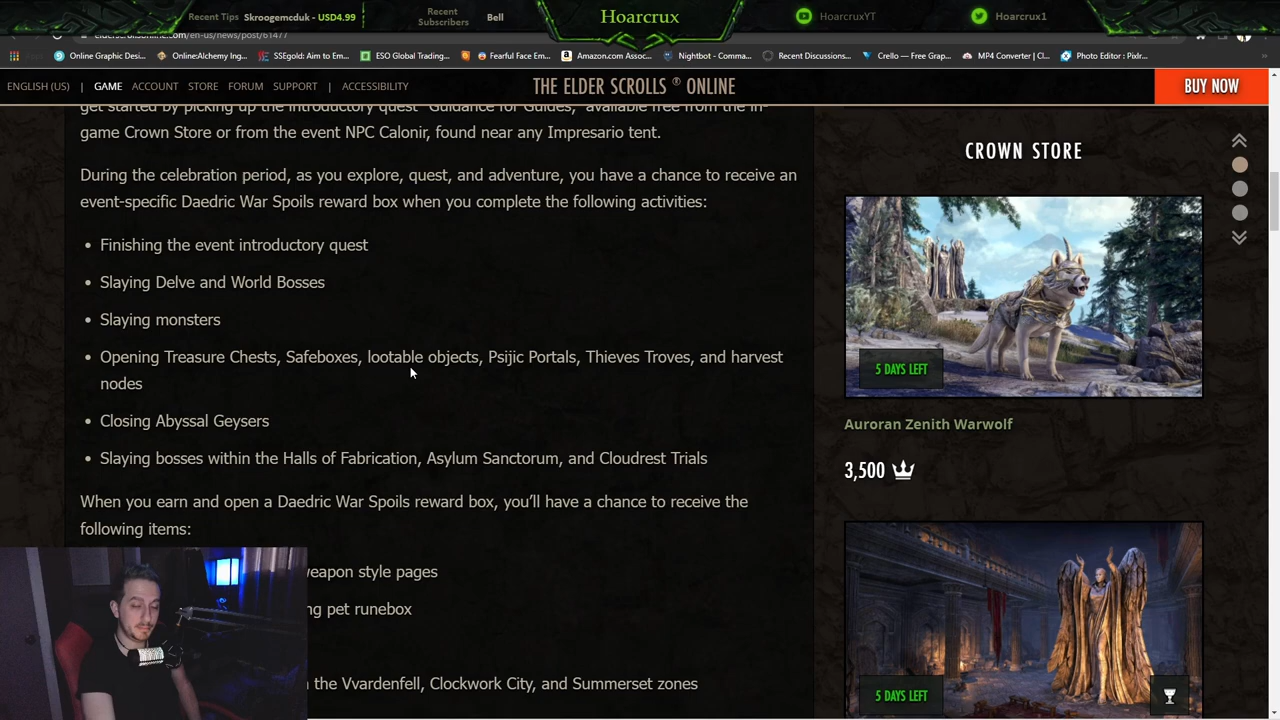 Recent Tips Skroogemcduk - USD4.99
Recent Subscribers Bell
Hoarcrux
HoarcruxYT
Hoarcrux1
elderscrollsonline.com/en-us/news/post/61477
Online Graphic Desi...
OnlineAlchemy Ing...
SSEgold: Aim to Em...
ESO Global Trading...
Fearful Face Em...
Amazon.com Assoc...
Nightbot - Comma...
Recent Discussions...
Crello — Grap...
MP4 Converter | Cl...
Photo Editor : Pixlr...
ENGLISH (US) | GAME ACCOUNT STORE FORUM SUPPORT | ACCESSIBILITY
THE ELDER SCROLLS ® ONLINE
BUY NOW
get started by picking up the introductory quest "Guidance for Guides," available free from the in-
game Crown Store or from the event NPC Calonir, found near any Impresario tent.
During the celebration period, as you explore, quest, and adventure, you have a chance to receive an
event-specific Daedric War Spoils reward box when you complete the following activities:
• Finishing the event introductory quest
• Slaying Delve and World Bosses
• Slaying monsters
• Opening Treasure Chests, Safeboxes, lootable objects, Psijic Portals, Thieves Troves, and harvest
nodes
• Closing Abyssal Geysers
• Slaying bosses within the Halls of Fabrication, Asylum Sanctorum, and Cloudrest Trials
When you earn and open a Daedric War Spoils reward box, you'll have a chance to receive the
following items:
weapon style pages
pet runebox
the Vvardenfell, Clockwork City, and Summerset zones
CROWN STORE
5 DAYS LEFT
Auroran Zenith Warwolf
3,500
5 DAYS LEFT